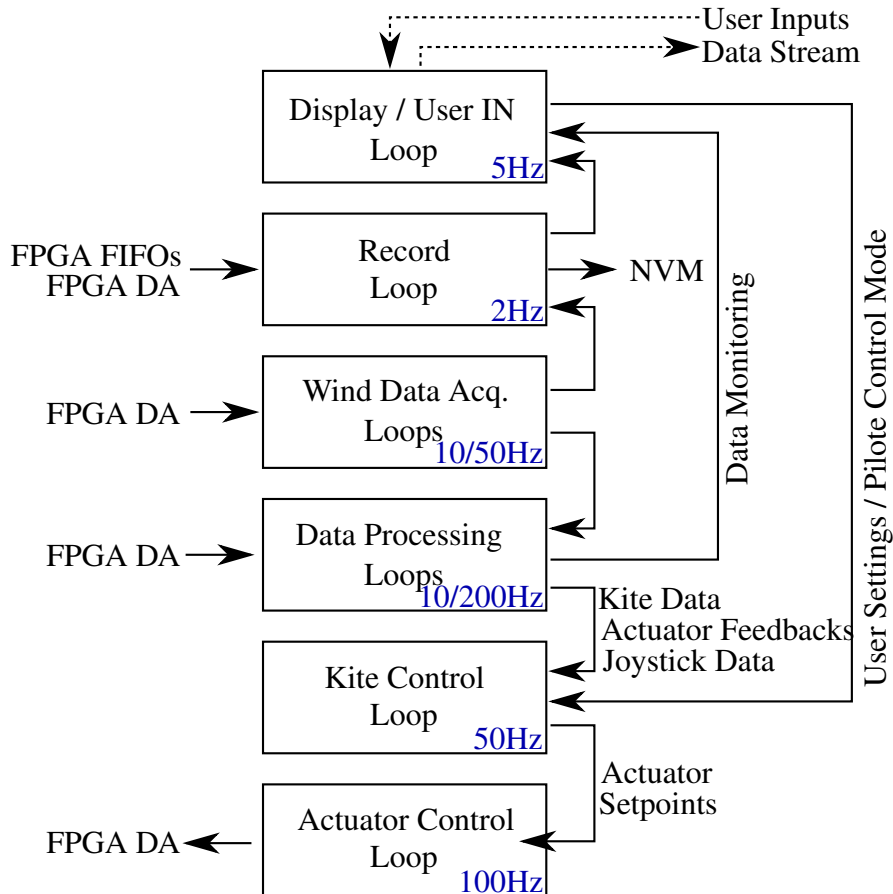 User Inputs
Data Stream
Display / User IN
Loop
5Hz
FPGA FIFOs
FPGA DA
Record
Loop
2Hz
NVM
FPGA DA
Wind Data Acq.
Loops
10/50Hz
FPGA DA
Data Processing
Loops
10/200Hz
Data Monitoring
User Settings / Pilote Control Mode
Kite Data
Actuator Feedbacks
Joystick Data
Kite Control
Loop
50Hz
Actuator
Setpoints
FPGA DA
Actuator Control
Loop
100Hz